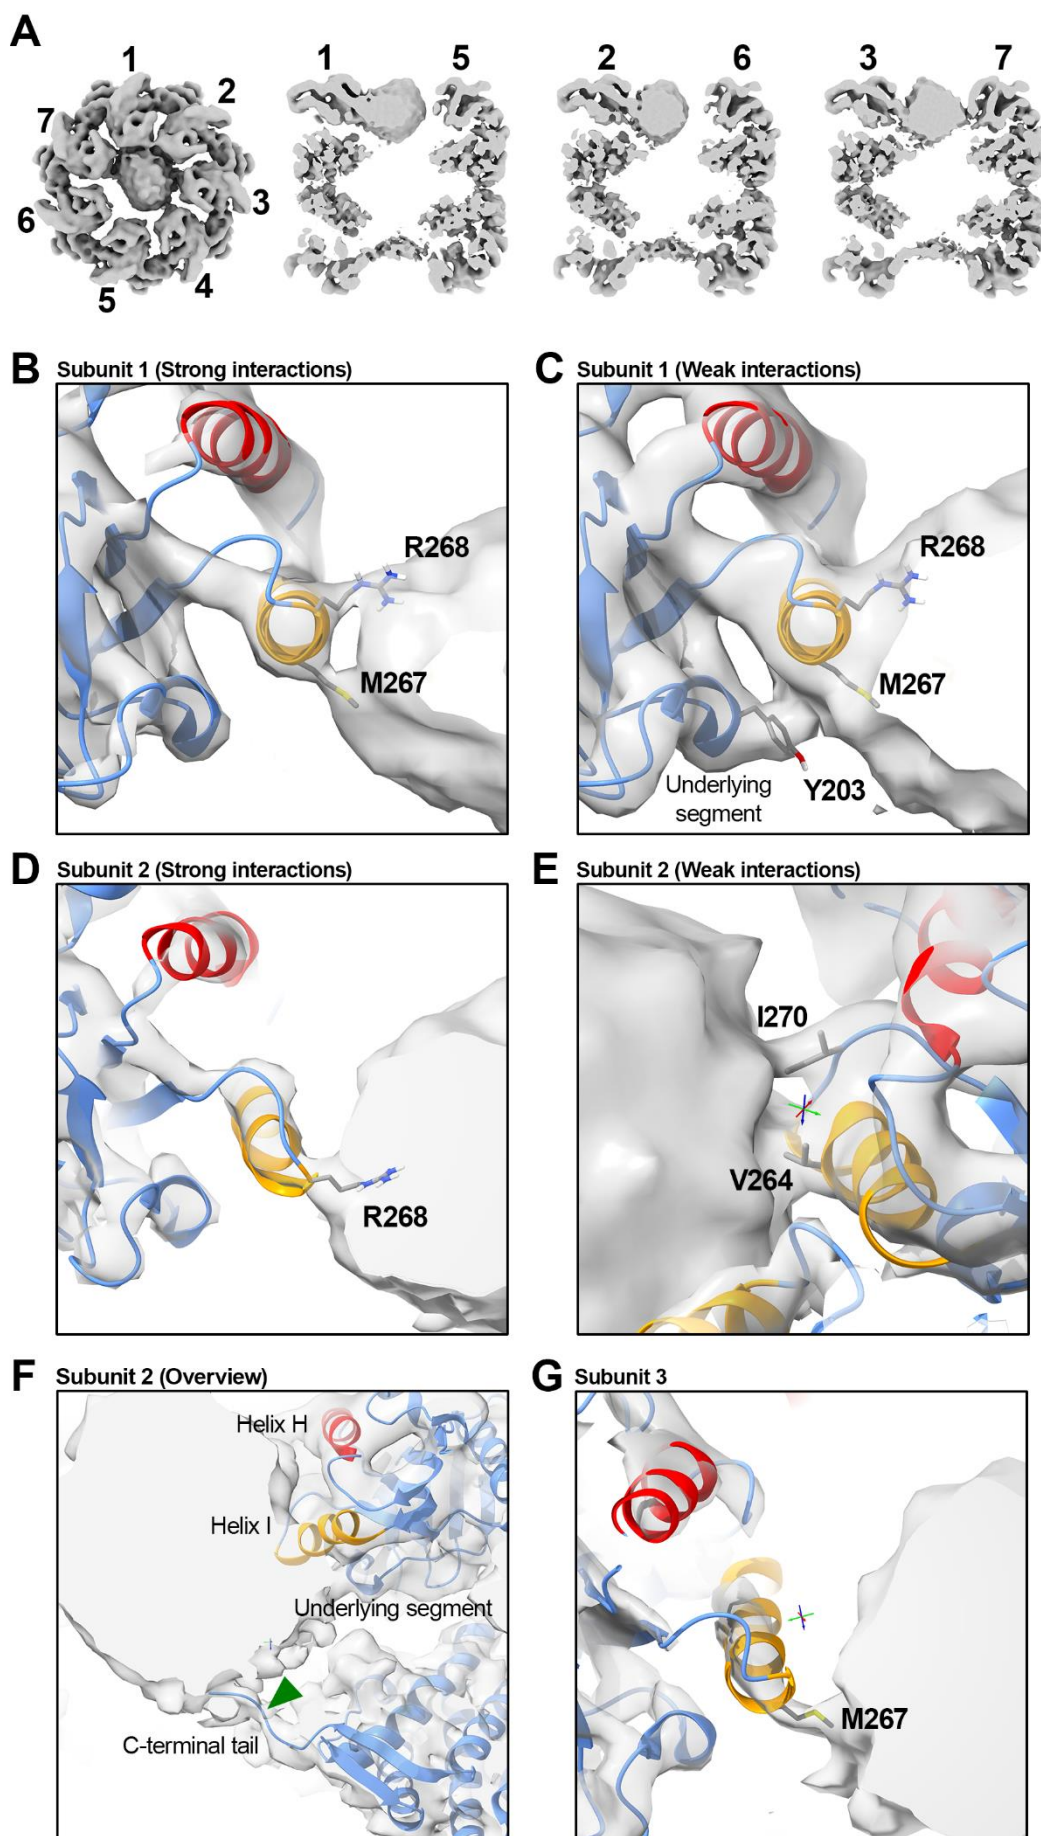 A
1
2
3
4
5
6
7
1 5
2 6
3 7
B Subunit 1 (Strong interactions)
R268
M267
C Subunit 1 (Weak interactions)
R268
M267
Y203
Underlying
segment
D Subunit 2 (Strong interactions)
R268
E Subunit 2 (Weak interactions)
I270
V264
F Subunit 2 (Overview)
Helix H
Helix I
Underlying segment
C-terminal tail
G Subunit 3
M267